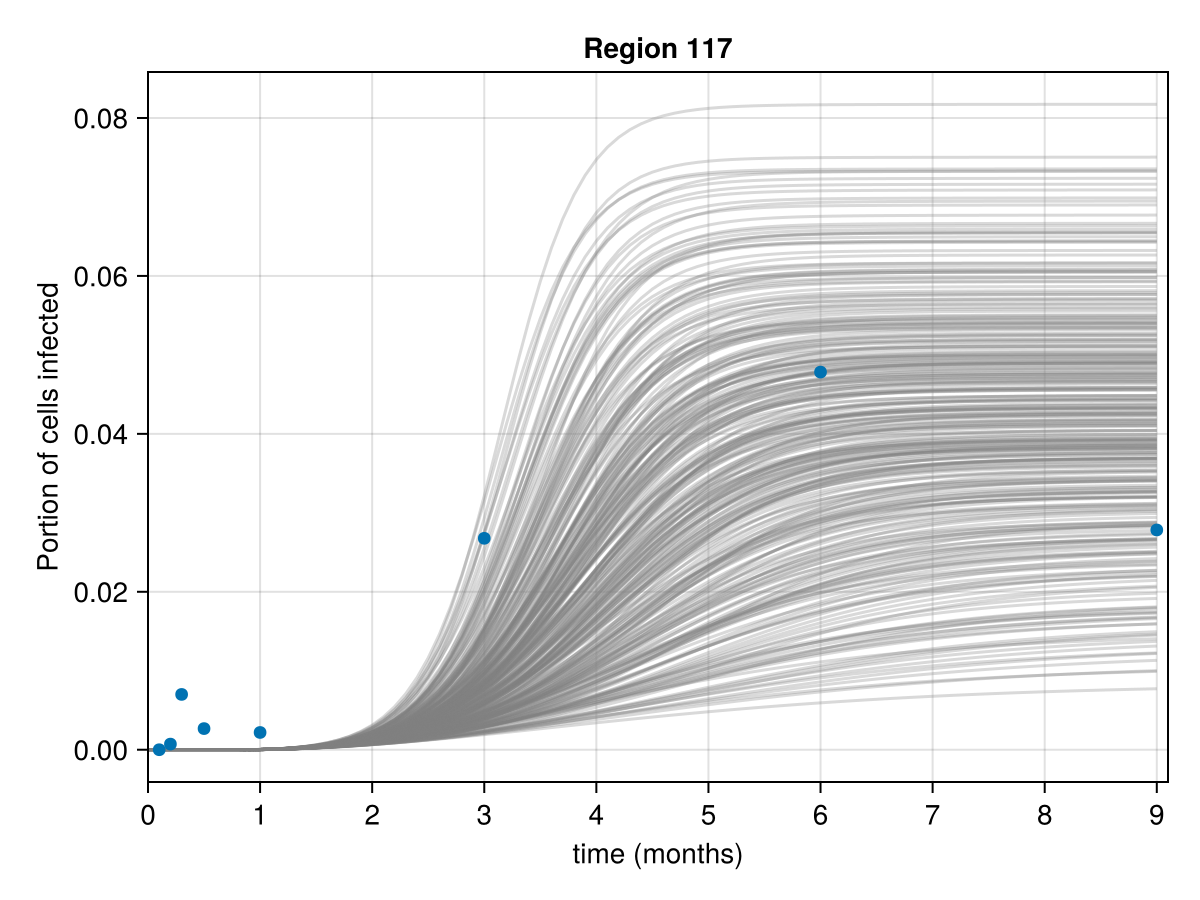 Region 117
Portion of cells infected
0.08
0.06
0.04
0.02
0.00
0 1 2 3 4 5 6 7 8 9
time (months)